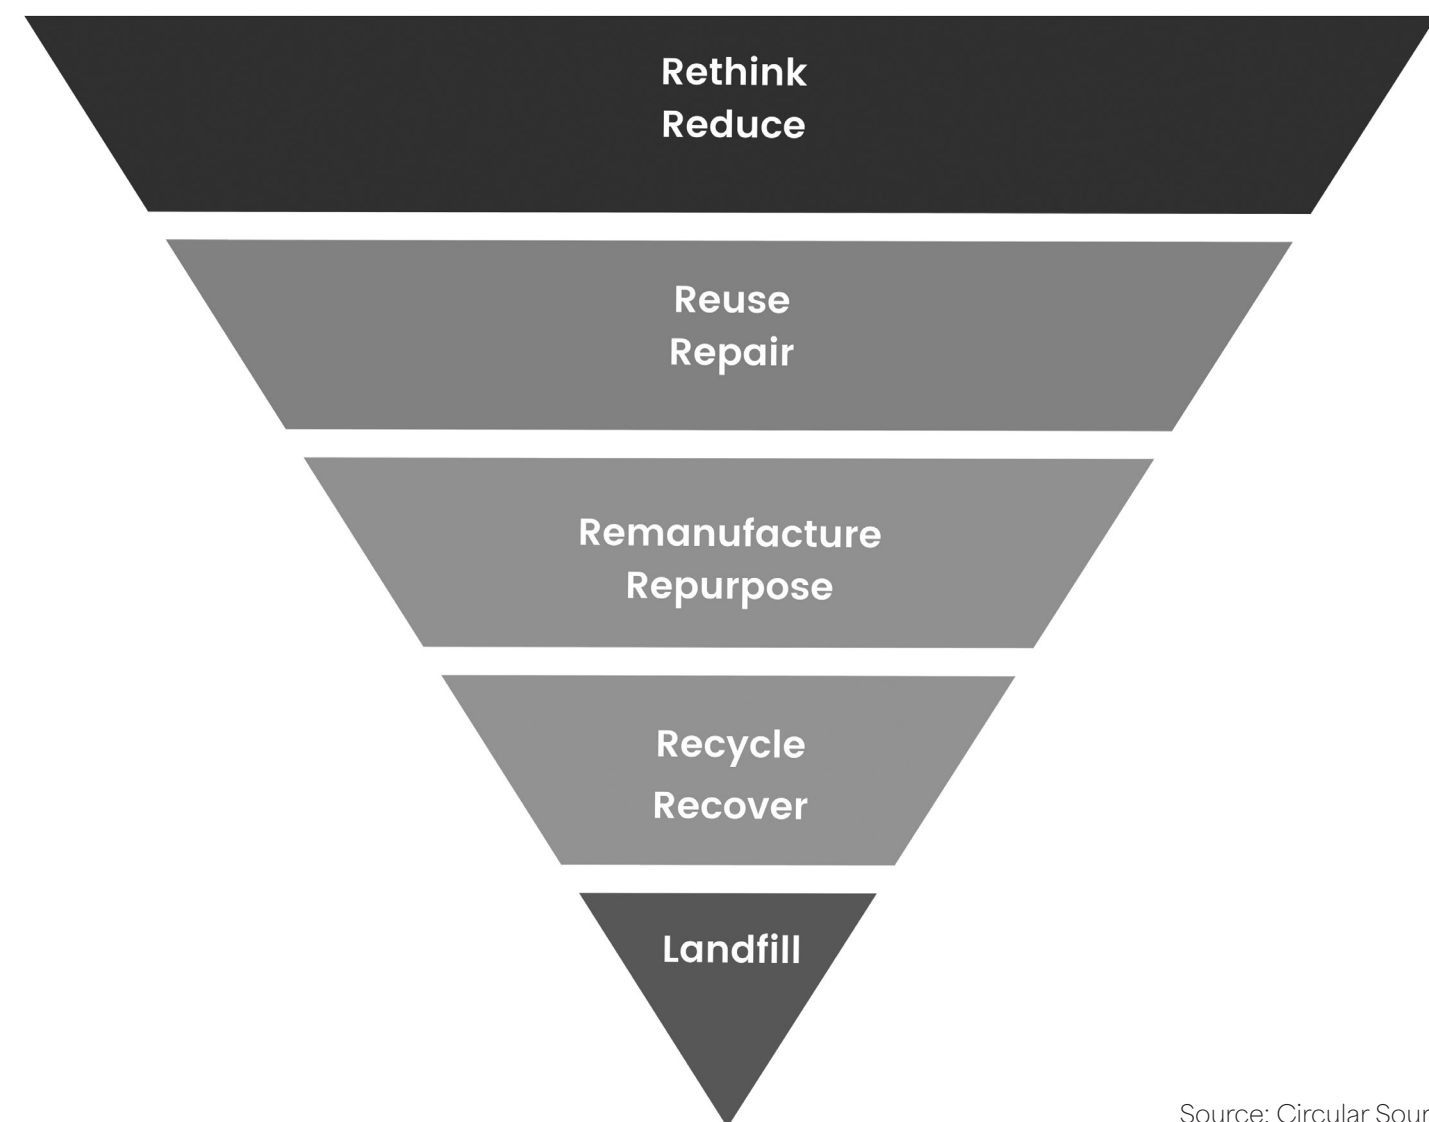 Rethink
Reduce
Reuse
Repair
Remanufacture
Repurpose
Recycle
Recover
Landfill
Source: Circular